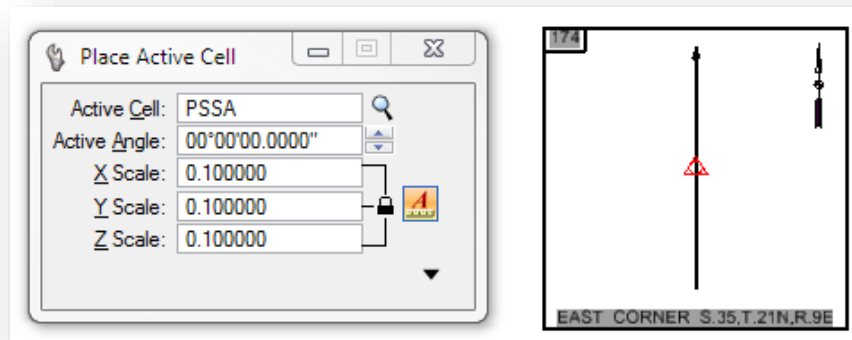 Place Active Cell
Active Cell: PSSA
Active Angle: 00°00'00.0000"
X Scale: 0.100000
Y Scale: 0.100000
Z Scale: 0.100000
A
174
EAST CORNER S.35,T.21N,R.9E